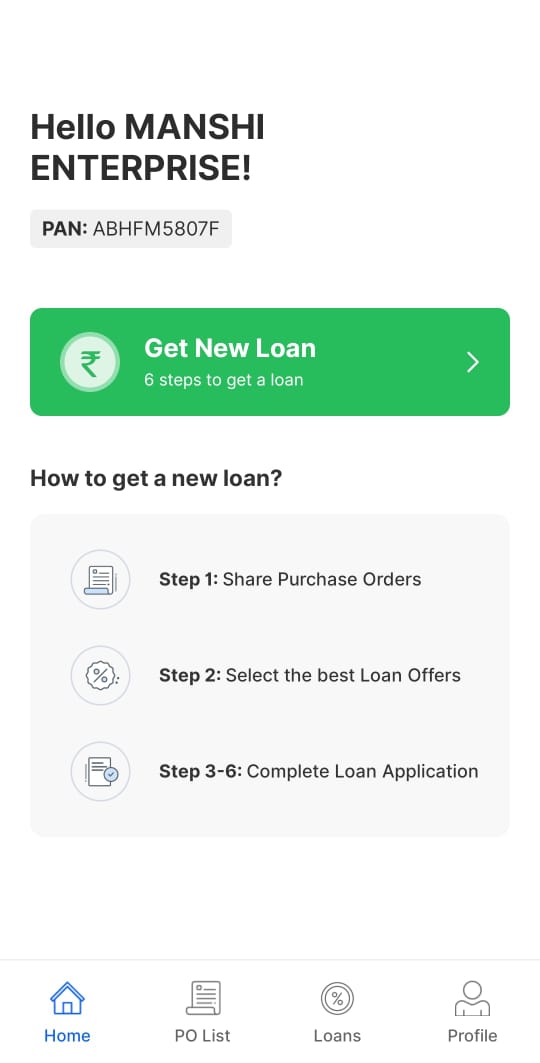 Hello MANSHI
ENTERPRISE!
PAN: ABHFM5807F
₹
Get New Loan
6 steps to get a loan
How to get a new loan?
Step 1: Share Purchase Orders
%
Step 2: Select the best Loan Offers
Step 3-6: Complete Loan Application
%
Home
PO List
Loans
Profile